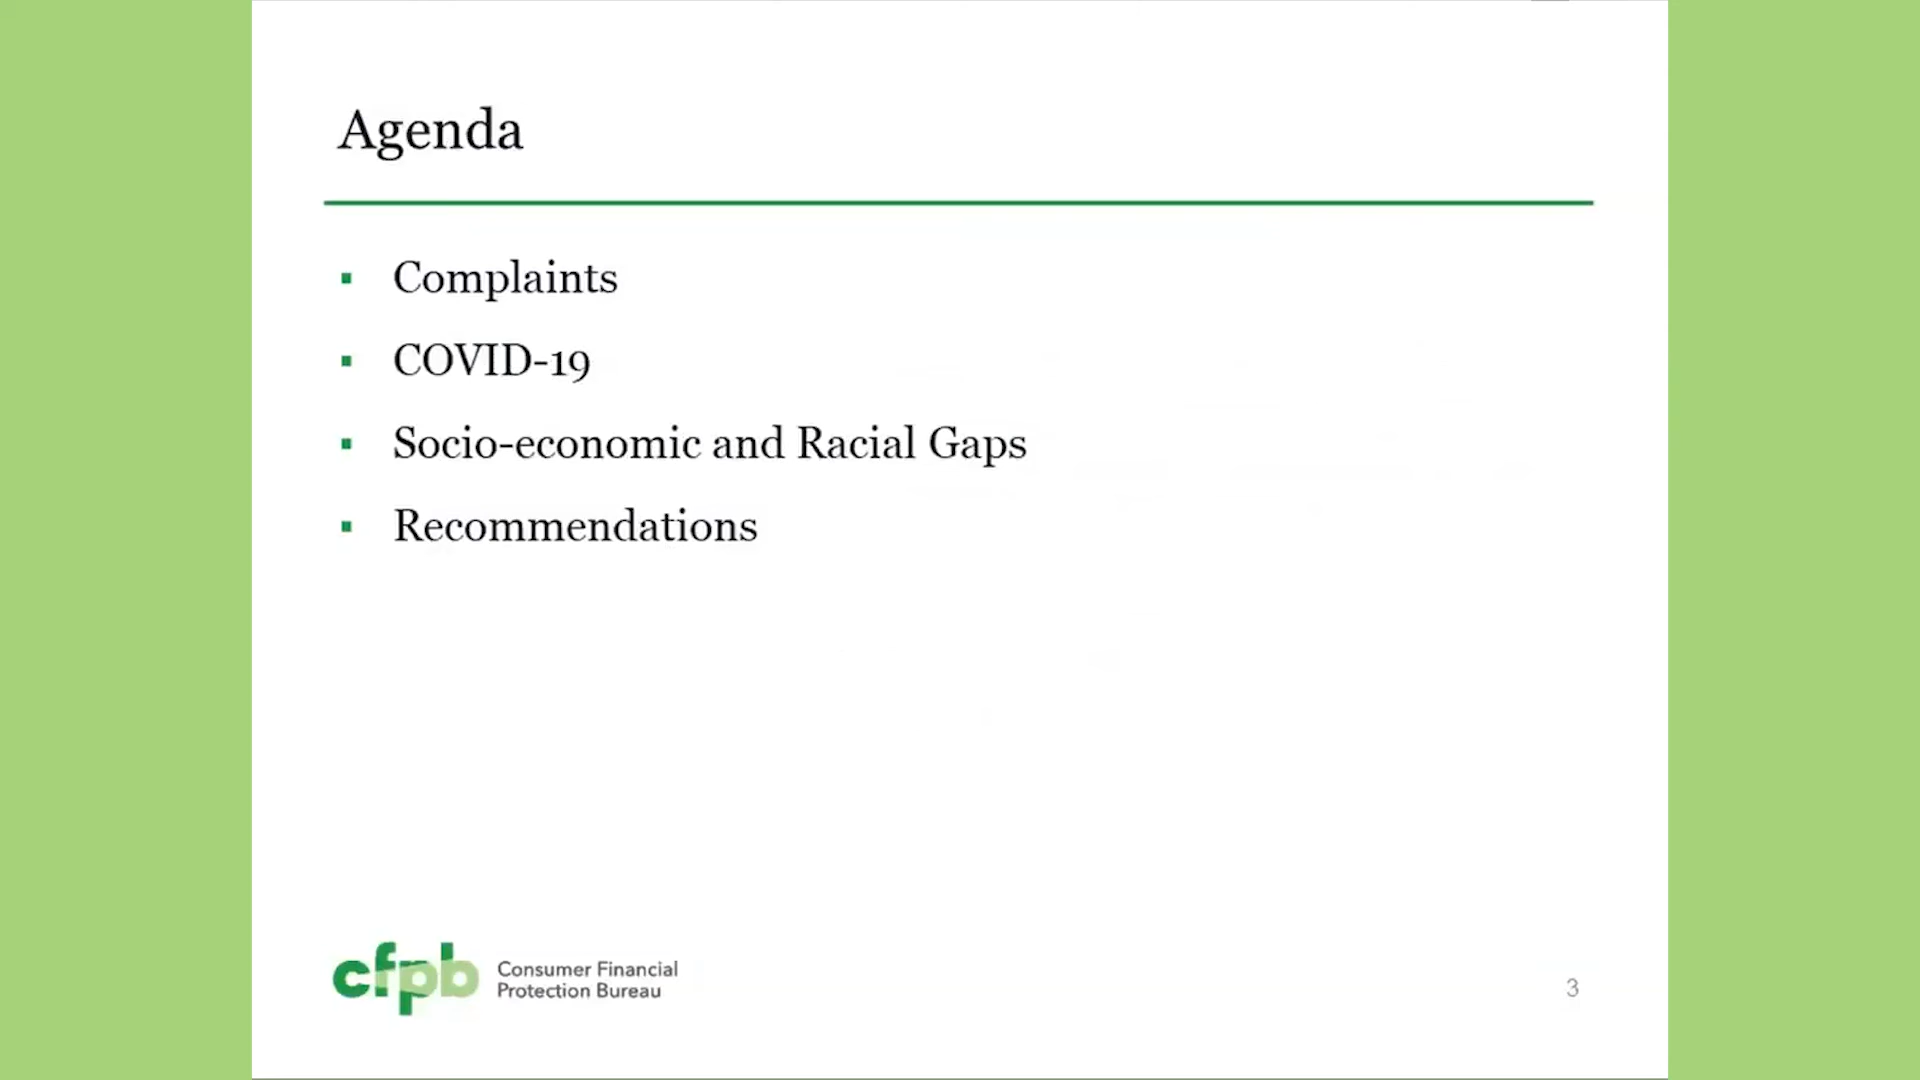 Agenda
Complaints
COVID-19
Socio-economic and Racial Gaps
Recommendations
cfpb
Consumer Financial
Protection Bureau
3